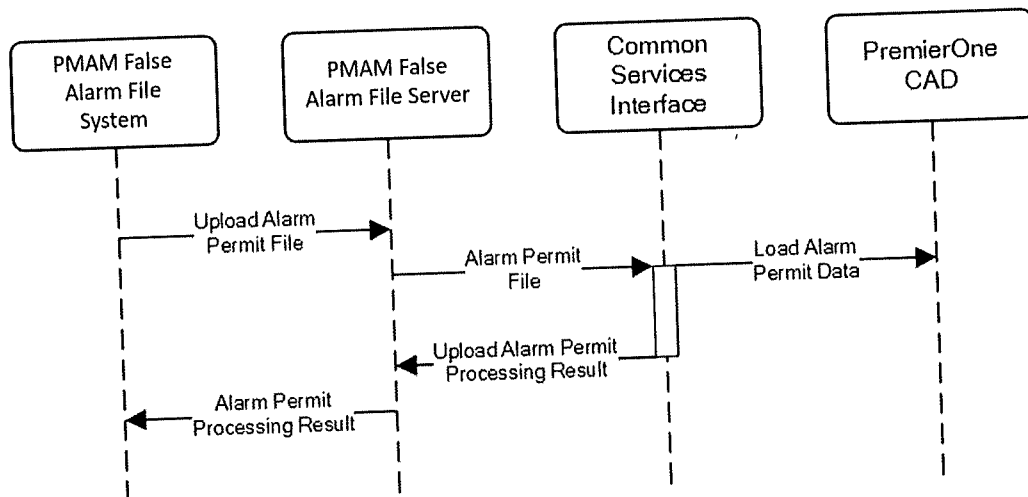 PMAM False
Alarm File
System
PMAM False
Alarm File Server
Common
Services
Interface
PremierOne
CAD
Upload Alarm
Permit File
Alarm Permit
File
Load Alarm
Permit Data
Upload Alarm Permit
Processing Result
Alarm Permit
Processing Result